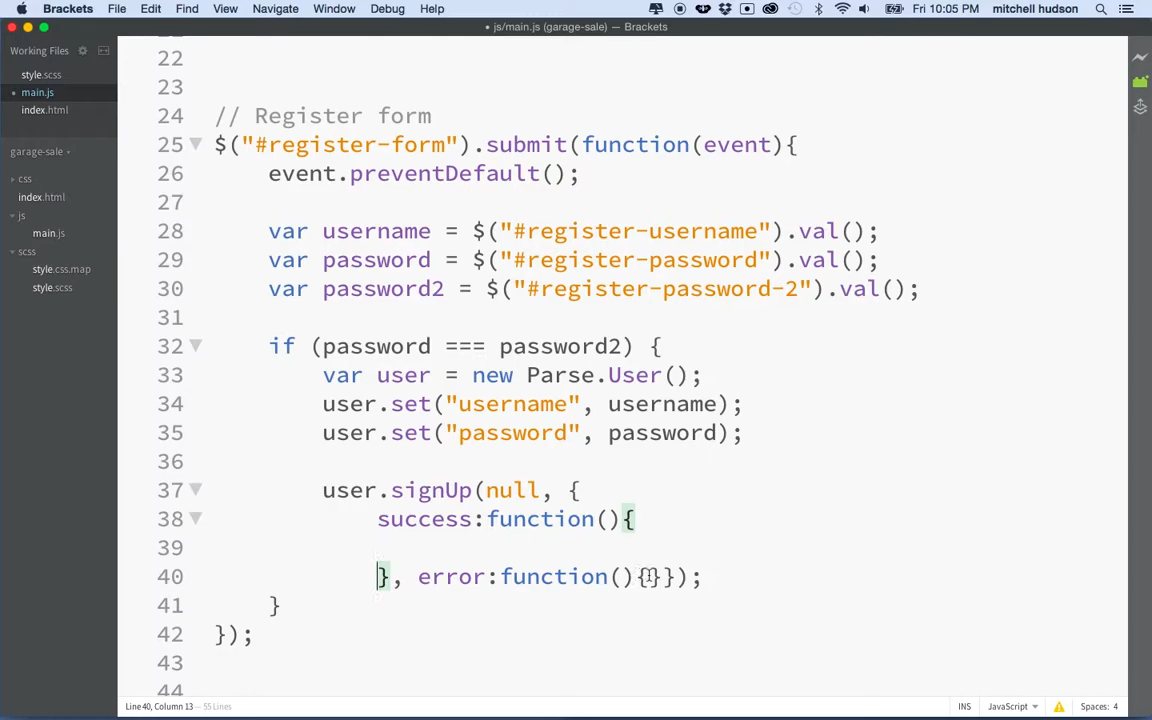 Brackets File Edit Find View Navigate Window Debug Help Fri 10:05 PM mitchell hudson
• js/main.js (garage-sale) — Brackets
Working Files
style.scss
• main.js
index.html
garage-sale
css
index.html
js
main.js
scss
style.css.map
style.scss
22
23
24 // Register form
25 $("#register-form").submit(function(event){
26 event.preventDefault();
27
28 var username = $("#register-username").val();
29 var password = $("#register-password").val();
30 var password2 = $("#register-password-2").val();
31
32 if (password === password2) {
33 var user = new Parse.User();
34 user.set("username", username);
35 user.set("password", password);
36
37 user.signUp(null, {
38 success:function(){
39
40 }, error:function(){}});
41 }
42 });
43
44
Line 40, Column 13 — 55 Lines INS JavaScript Spaces: 4